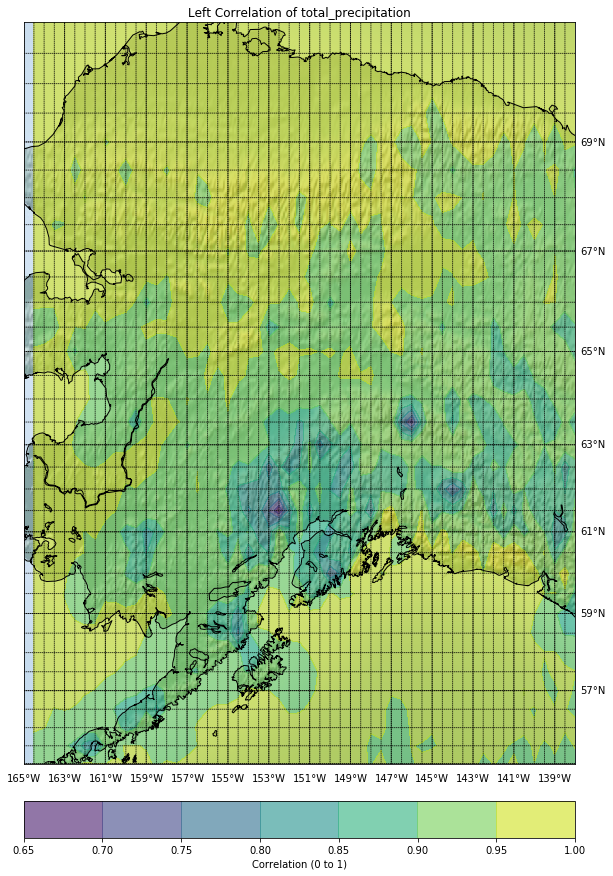 Left Correlation of total_precipitation
69°N
67°N
65°N
63°N
61°N
59°N
57°N
165°W 163°W 161°W 159°W 157°W 155°W 153°W 151°W 149°W 147°W 145°W 143°W 141°W 139°W
0.65 0.70 0.75 0.80 0.85 0.90 0.95 1.00
Correlation (0 to 1)